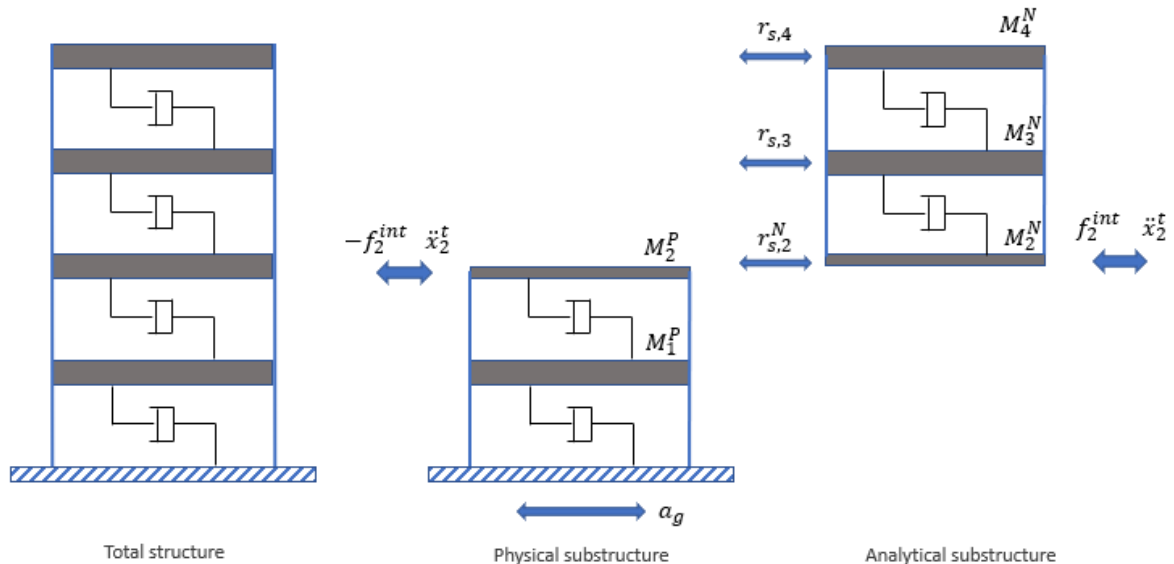 r_{s,4}
M_4^N
r_{s,3}
M_3^N
-f_2^{int} ẍ_2^t
M_2^P
r_{s,2}^N
M_2^N
f_2^{int} ẍ_2^t
M_1^P
a_g
Total structure
Physical substructure
Analytical substructure